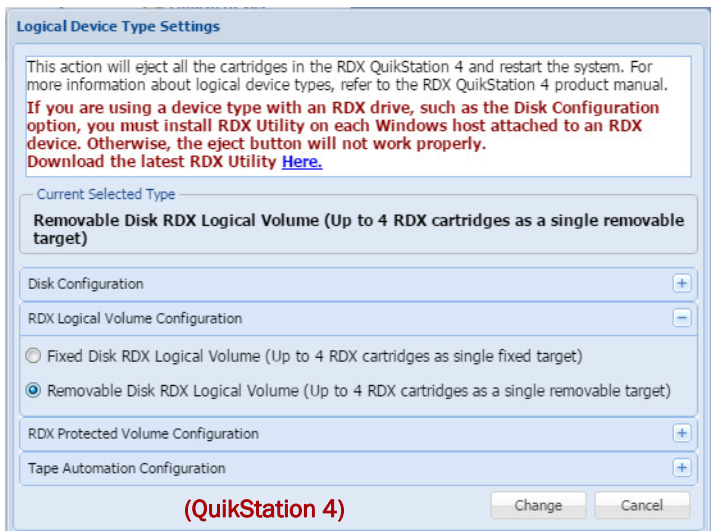 Logical Device Type Settings
This action will eject all the cartridges in the RDX QuikStation 4 and restart the system. For
more information about logical device types, refer to the RDX QuikStation 4 product manual.
If you are using a device type with an RDX drive, such as the Disk Configuration
option, you must install RDX Utility on each Windows host attached to an RDX
device. Otherwise, the eject button will not work properly.
Download the latest RDX Utility Here.
Current Selected Type
Removable Disk RDX Logical Volume (Up to 4 RDX cartridges as a single removable
target)
Disk Configuration
RDX Logical Volume Configuration
Fixed Disk RDX Logical Volume (Up to 4 RDX cartridges as single fixed target)
Removable Disk RDX Logical Volume (Up to 4 RDX cartridges as a single removable target)
RDX Protected Volume Configuration
Tape Automation Configuration
(QuikStation 4)
Change
Cancel